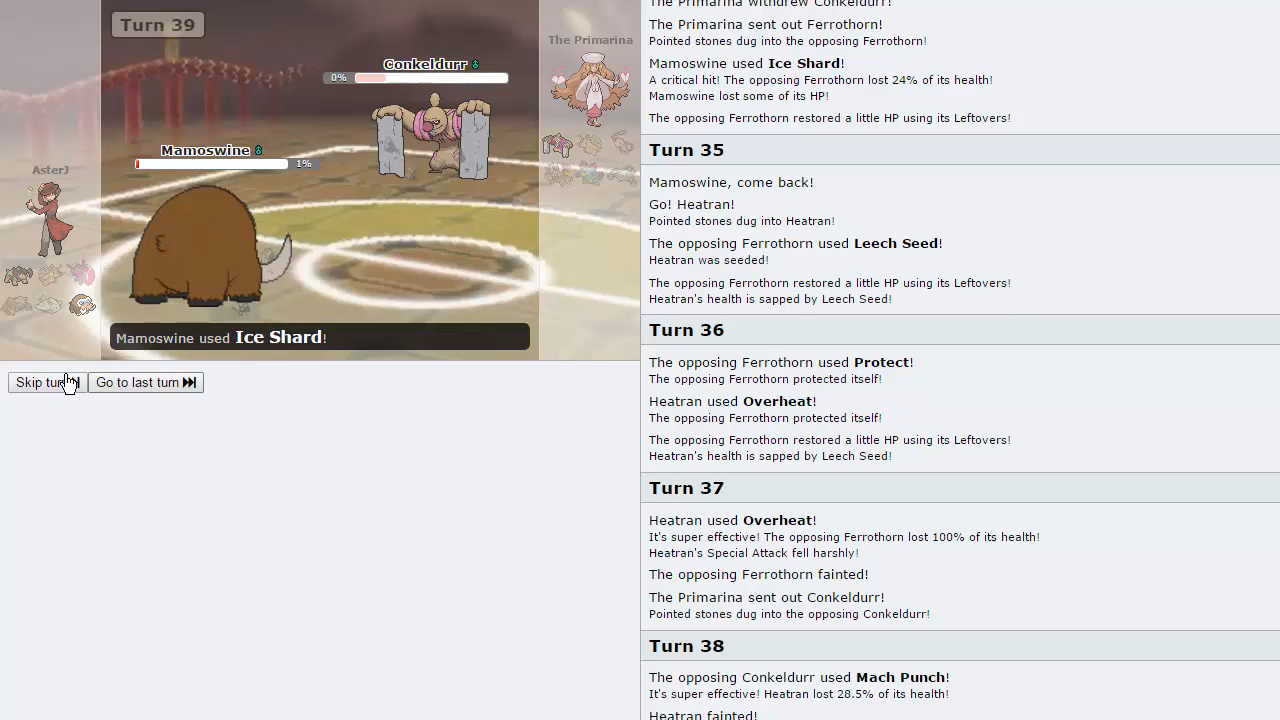 Turn 39
The Primarina
Conkeldurr
0%
Mamoswine
1%
AsterJ
Mamoswine used Ice Shard!
Skip turn
Go to last turn
The Primarina withdrew Conkeldurr!
The Primarina sent out Ferrothorn!
Pointed stones dug into the opposing Ferrothorn!
Mamoswine used Ice Shard!
A critical hit! The opposing Ferrothorn lost 24% of its health!
Mamoswine lost some of its HP!
The opposing Ferrothorn restored a little HP using its Leftovers!
Turn 35
Mamoswine, come back!
Go! Heatran!
Pointed stones dug into Heatran!
The opposing Ferrothorn used Leech Seed!
Heatran was seeded!
The opposing Ferrothorn restored a little HP using its Leftovers!
Heatran's health is sapped by Leech Seed!
Turn 36
The opposing Ferrothorn used Protect!
The opposing Ferrothorn protected itself!
Heatran used Overheat!
The opposing Ferrothorn protected itself!
The opposing Ferrothorn restored a little HP using its Leftovers!
Heatran's health is sapped by Leech Seed!
Turn 37
Heatran used Overheat!
It's super effective! The opposing Ferrothorn lost 100% of its health!
Heatran's Special Attack fell harshly!
The opposing Ferrothorn fainted!
The Primarina sent out Conkeldurr!
Pointed stones dug into the opposing Conkeldurr!
Turn 38
The opposing Conkeldurr used Mach Punch!
It's super effective! Heatran lost 28.5% of its health!
Heatran fainted!